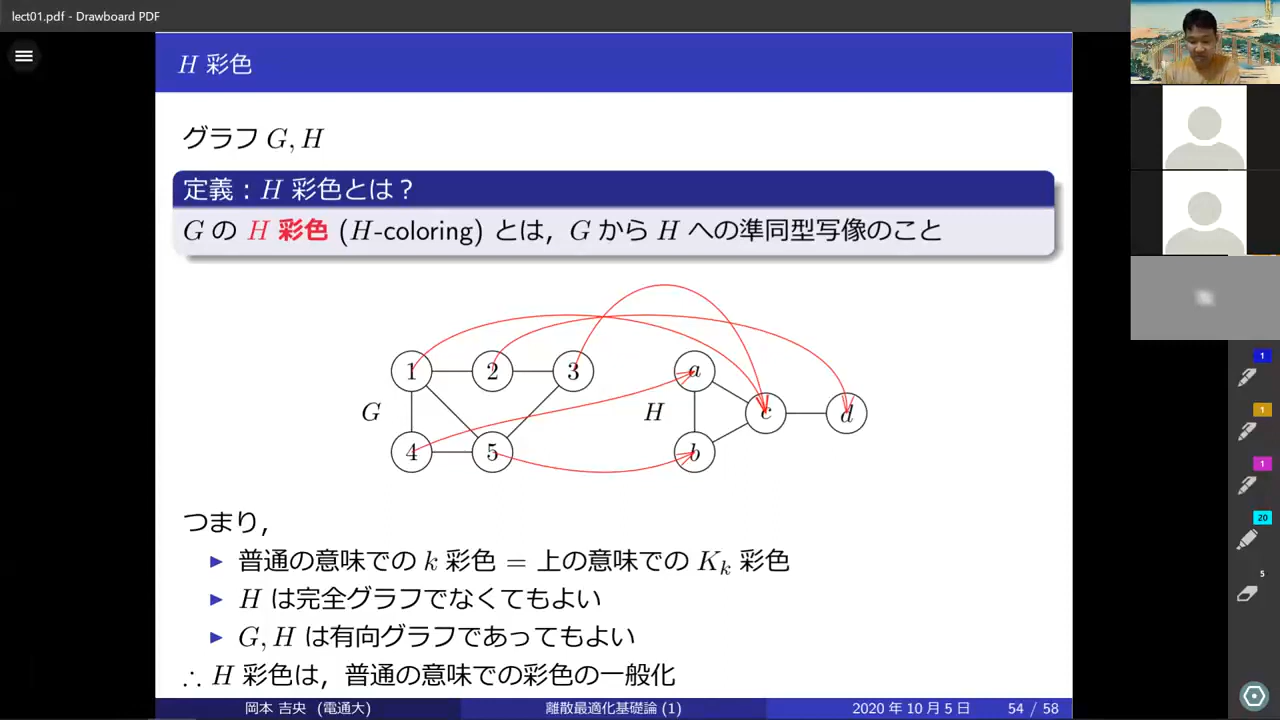 lect01.pdf - Drawboard PDF
H 彩色
グラフ G, H
定義：H 彩色とは？
G の H 彩色 (H-coloring) とは，G から H への準同型写像のこと
1 2 3 a
G H c d
4 5 b
つまり，
▶ 普通の意味での k 彩色 = 上の意味での K_k 彩色
▶ H は完全グラフでなくてもよい
▶ G, H は有向グラフであってもよい
∴ H 彩色は，普通の意味での彩色の一般化
岡本 吉央 (電通大) 離散最適化基礎論 (1) 2020 年 10 月 5 日 54 / 58
1
1
1
20
5